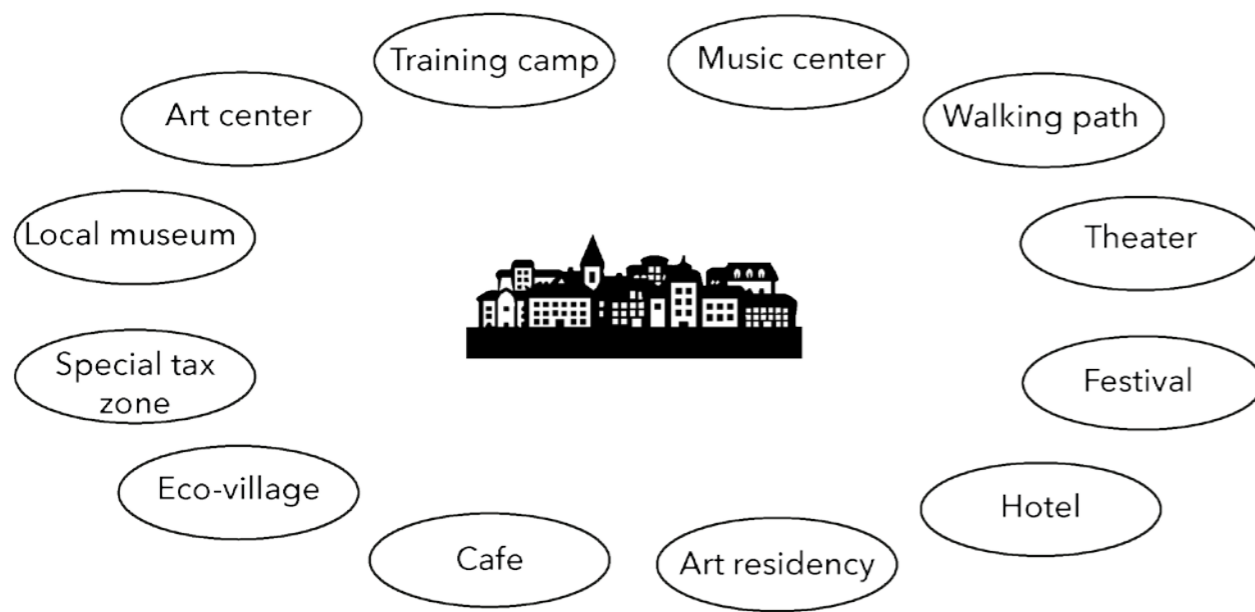 Training camp
Music center
Art center
Walking path
Local museum
Theater
Special tax
zone
Festival
Eco-village
Hotel
Cafe
Art residency